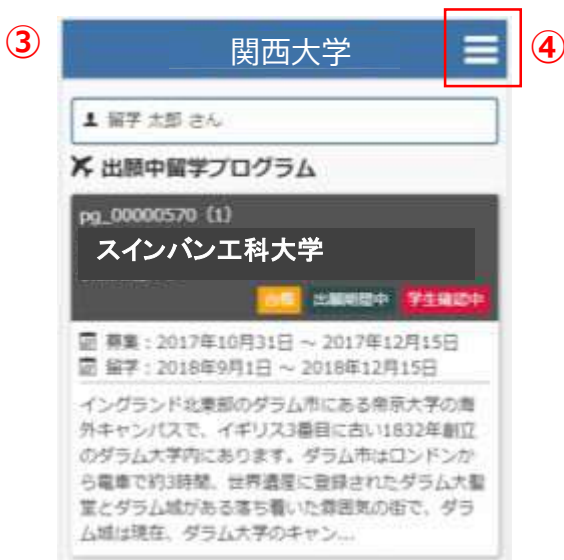 ③
関西大学
④
留学 太郎 さん
出願中留学プログラム
pg_00000570 (1)
スインバン工科大学
出願期間中 学生確認中
募集：2017年10月31日 ～ 2017年12月15日
留学：2018年9月1日 ～ 2018年12月15日
イングランド北東部のダラム市にある帝京大学の海
外キャンパスで、イギリス3番目に古い1832年創立
のダラム大学内にあります。ダラム市はロンドンか
ら電車で約3時間、世界遺産に登録されたダラム大聖
堂とダラム城がある落ち着いた雰囲気の街で、ダラ
ム城は現在、ダラム大学のキャン...